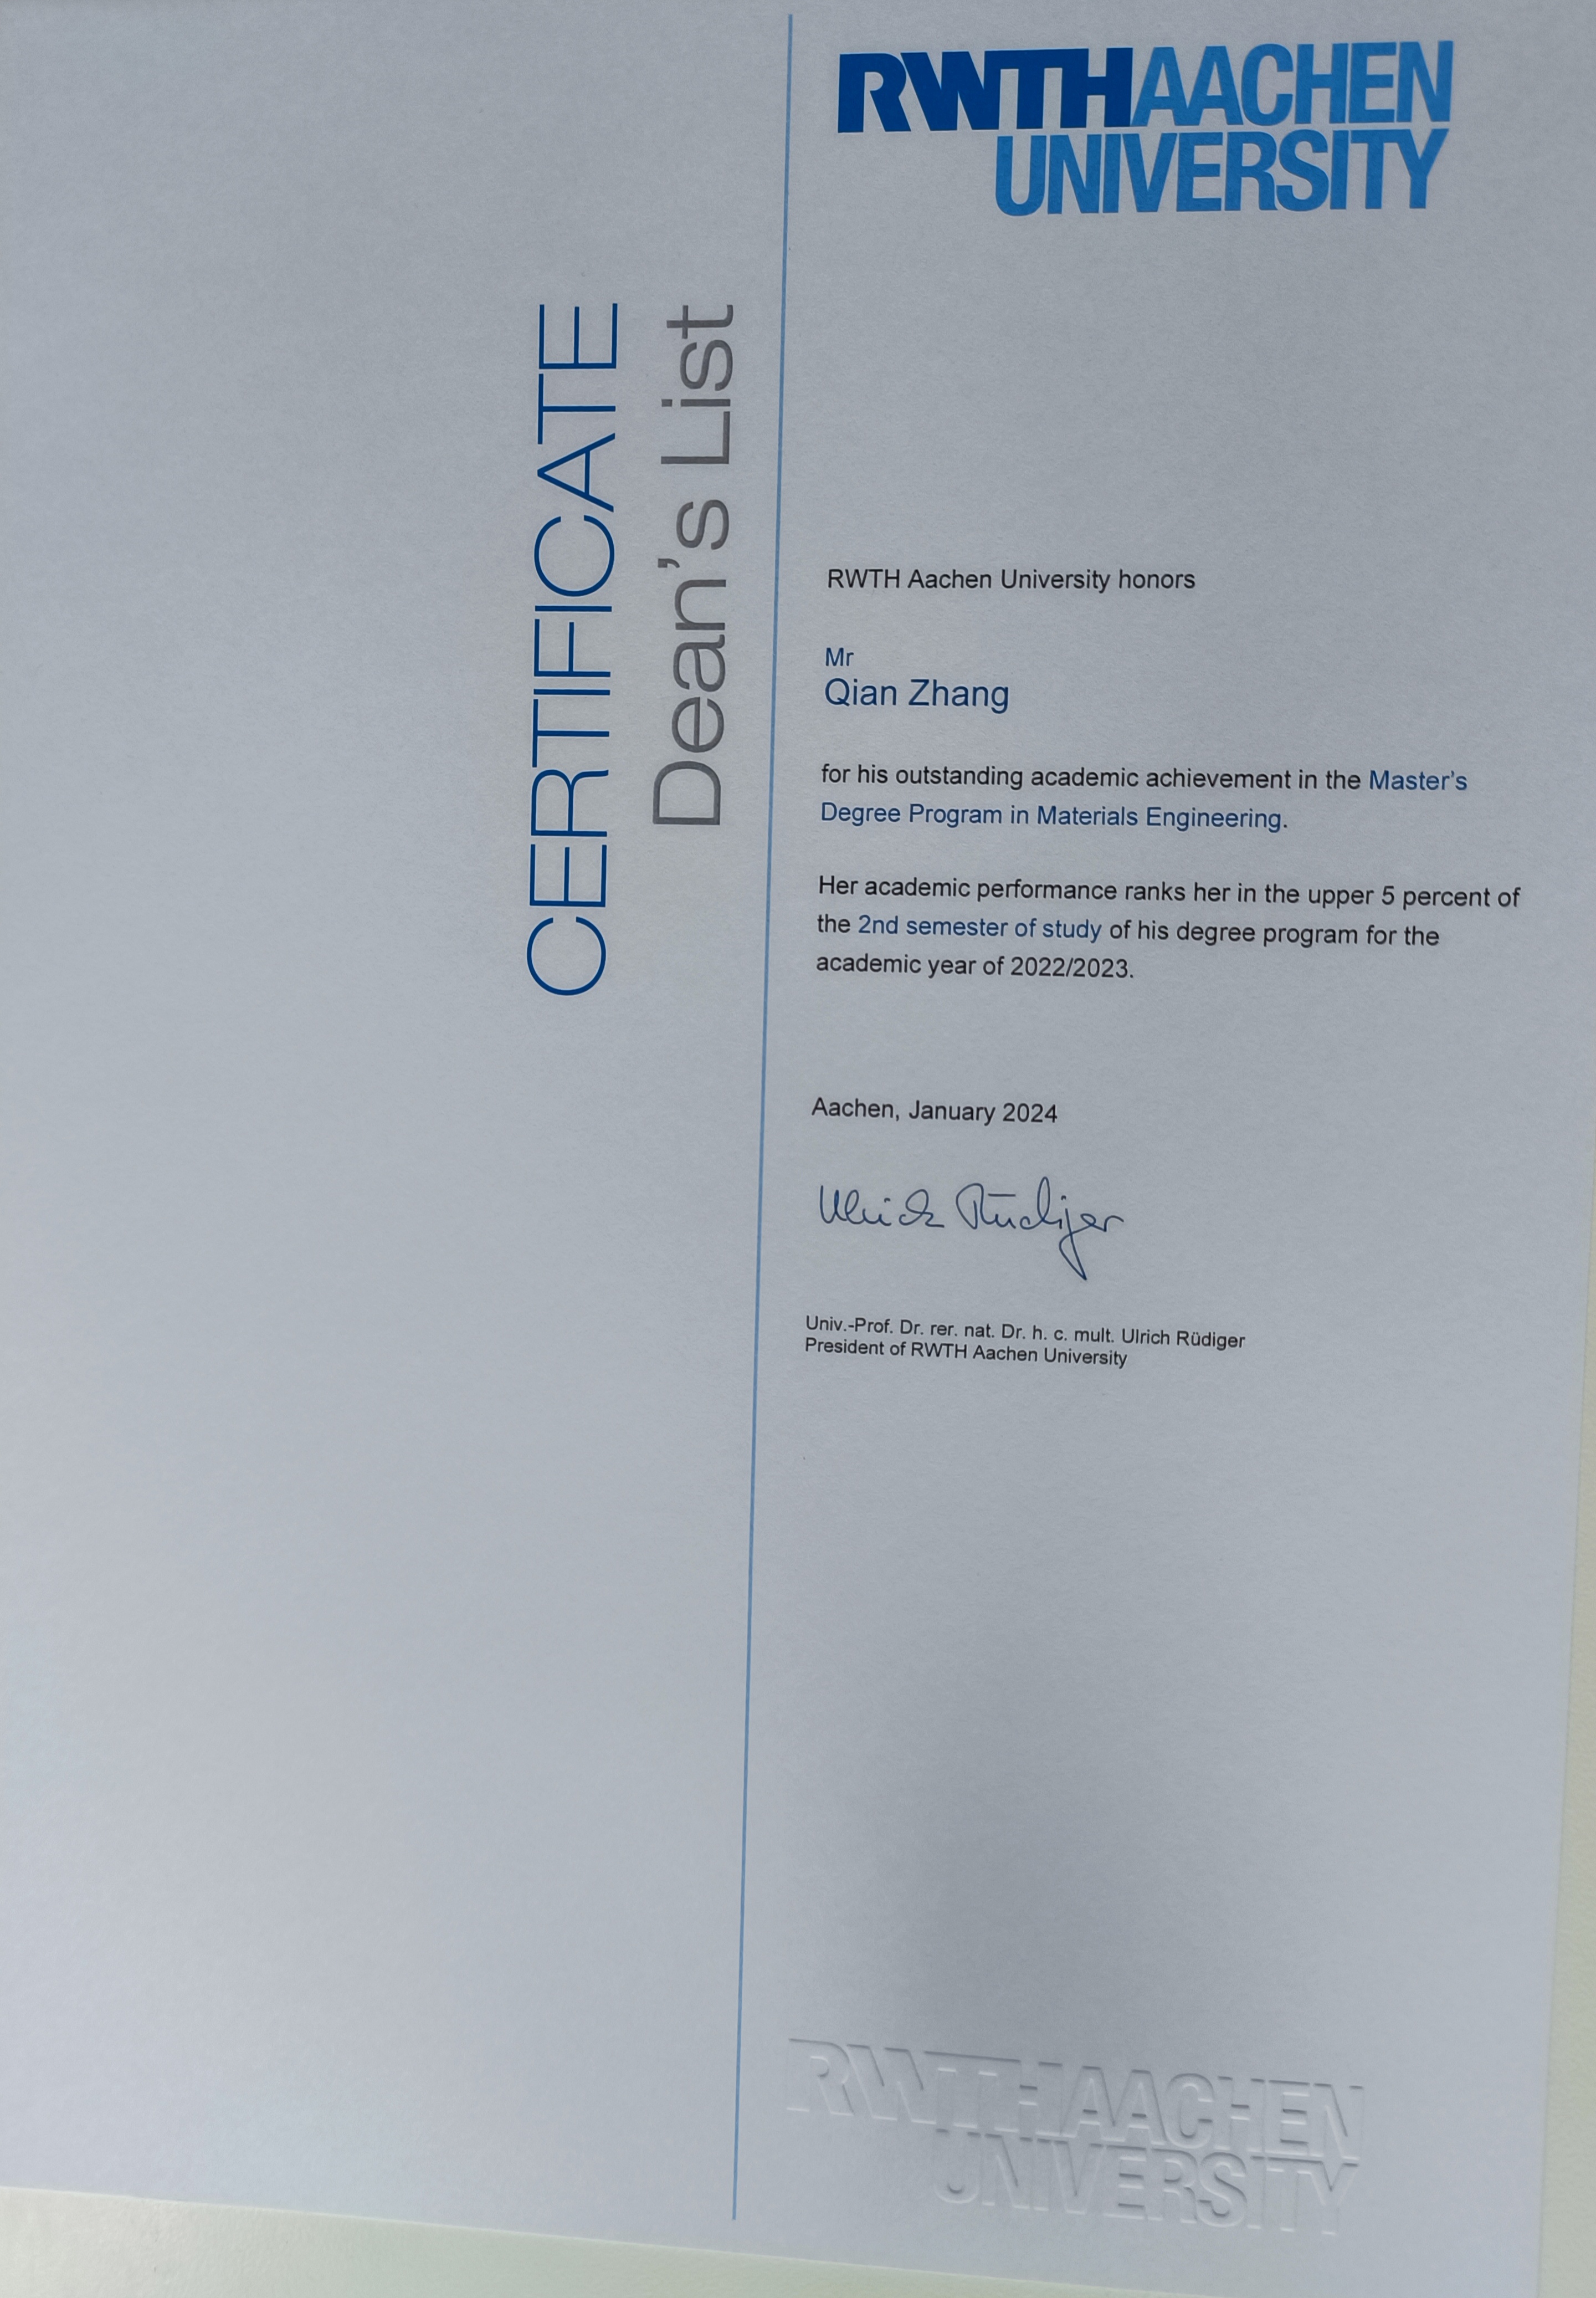 RWTHAACHEN
UNIVERSITY
CERTIFICATE
Dean's List
RWTH Aachen University honors
Mr
Qian Zhang
for his outstanding academic achievement in the Master's
Degree Program in Materials Engineering.
Her academic performance ranks her in the upper 5 percent of
the 2nd semester of study of his degree program for the
academic year of 2022/2023.
Aachen, January 2024
Ulrich Rüdiger
Univ.-Prof. Dr. rer. nat. Dr. h. c. mult. Ulrich Rüdiger
President of RWTH Aachen University
RWTHAACHEN
UNIVERSITY